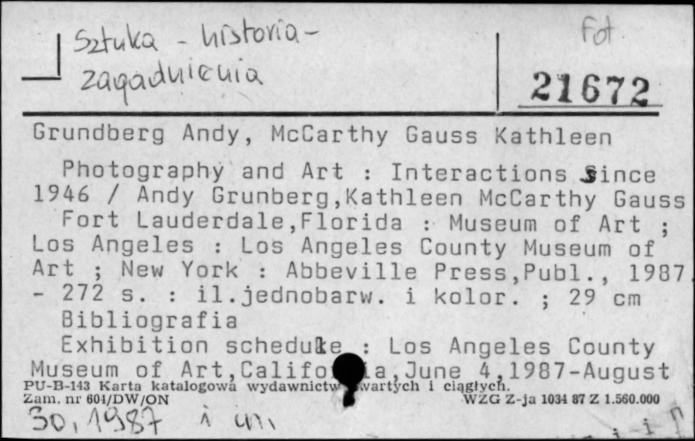 Sztuka - historia - Fot.
zagadnienia
21672
Grundberg Andy, McCarthy Gauss Kathleen
Photography and Art : Interactions Since
1946 / Andy Grunberg,Kathleen McCarthy Gauss
Fort Lauderdale,Florida : Museum of Art ;
Los Angeles : Los Angeles County Museum of
Art ; New York : Abbeville Press,Publ., 1987.
- 272 s. : il.jednobarw. i kolor. ; 29 cm
Bibliografia
Exhibition schedule : Los Angeles County
Museum of Art,Califo ia,June 4,1987-August
PU-B-143 Karta katalogowa wydawnictw wartych i ciągłych.
Zam. nr 601/DW/ON WZG Z-ja 1034 87 Z 1.560.000
30, 1987 i in.